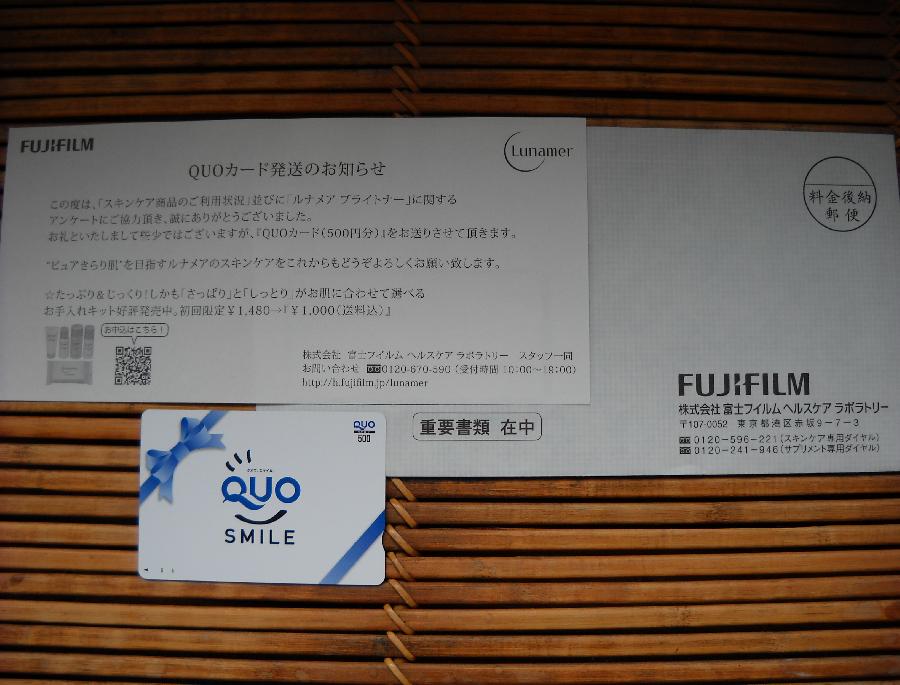 FUJIFILM
Lunamer
QUOカード発送のお知らせ
この度は、「スキンケア商品のご利用状況」並びに「ルナメア ブライトナー」に関する
アンケートにご協力頂き、誠にありがとうございました。
お礼といたしまして些少ではございますが、『QUOカード(500円分)』をお送りさせて頂きます。
"ピュアきらり肌"を目指すルナメアのスキンケアをこれからもどうぞよろしくお願い致します。
☆たっぷり＆じっくり！しかも「さっぱり」と「しっとり」がお肌に合わせて選べる
お手入れキット好評発売中。初回限定￥1,480→『￥1,000（送料込）』
お申込はこちら！
株式会社 富士フイルム ヘルスケア ラボラトリー スタッフ一同
お問い合わせ 0120-670-590（受付時間 10:00〜19:00）
http://h.fujifilm.jp/lunamer
料金後納
郵便
FUJIFILM
株式会社 富士フイルム ヘルスケア ラボラトリー
〒107-0052 東京都港区赤坂9-7-3
0120-596-221（スキンケア専用ダイヤル）
0120-241-946（サプリメント専用ダイヤル）
重要書類 在中
QUO
500
QUO
SMILE